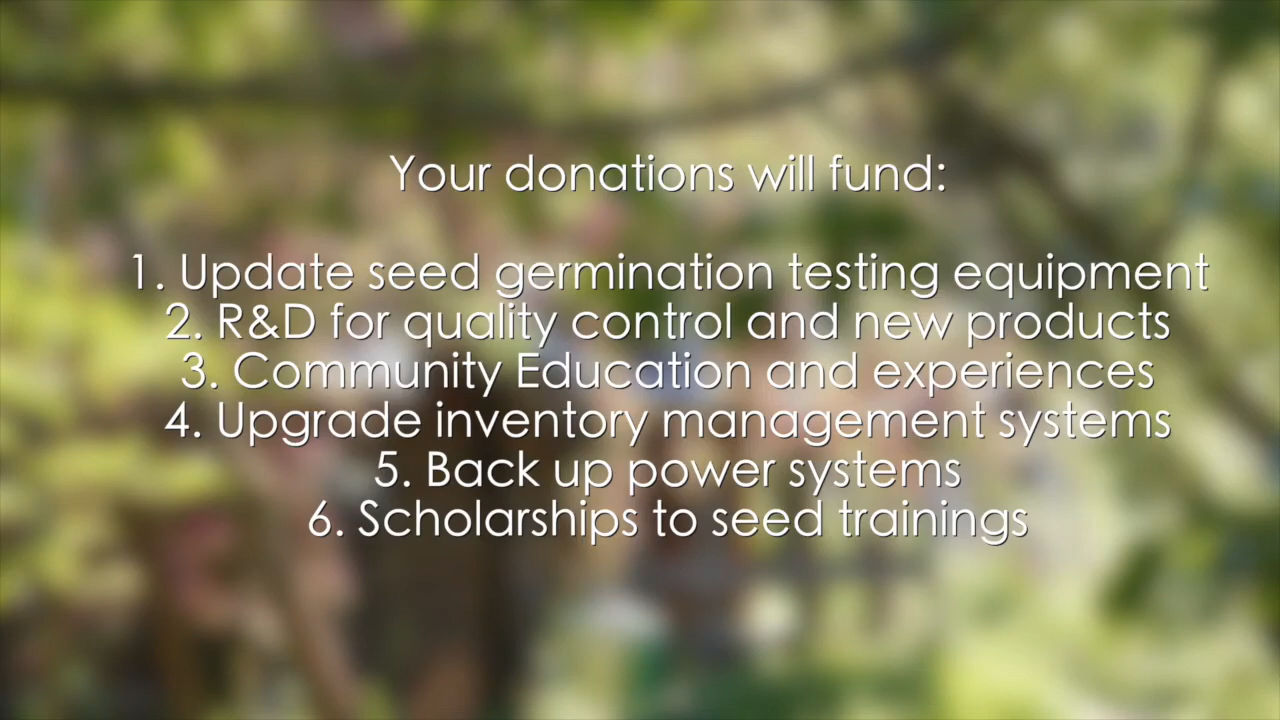 Your donations will fund:
1. Update seed germination testing equipment
2. R&D for quality control and new products
3. Community Education and experiences
4. Upgrade inventory management systems
5. Back up power systems
6. Scholarships to seed trainings